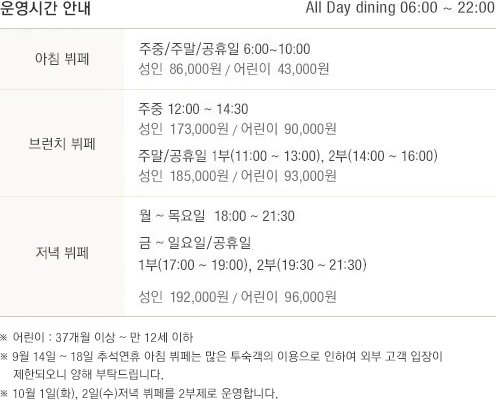 운영시간 안내
All Day dining 06:00 ~ 22:00
아침 뷔페
주중/주말/공휴일 6:00~10:00
성인 86,000원 / 어린이 43,000원
브런치 뷔페
주중 12:00 ~ 14:30
성인 173,000원 / 어린이 90,000원
주말/공휴일 1부(11:00 ~ 13:00), 2부(14:00 ~ 16:00)
성인 185,000원 / 어린이 93,000원
저녁 뷔페
월 ~ 목요일 18:00 ~ 21:30
금 ~ 일요일/공휴일
1부(17:00 ~ 19:00), 2부(19:30 ~ 21:30)
성인 192,000원 / 어린이 96,000원
※ 어린이 : 37개월 이상 ~ 만 12세 이하
※ 9월 14일 ~ 18일 추석연휴 아침 뷔페는 많은 투숙객의 이용으로 인하여 외부 고객 입장이
제한되오니 양해 부탁드립니다.
※ 10월 1일(화), 2일(수)저녁 뷔페를 2부제로 운영합니다.